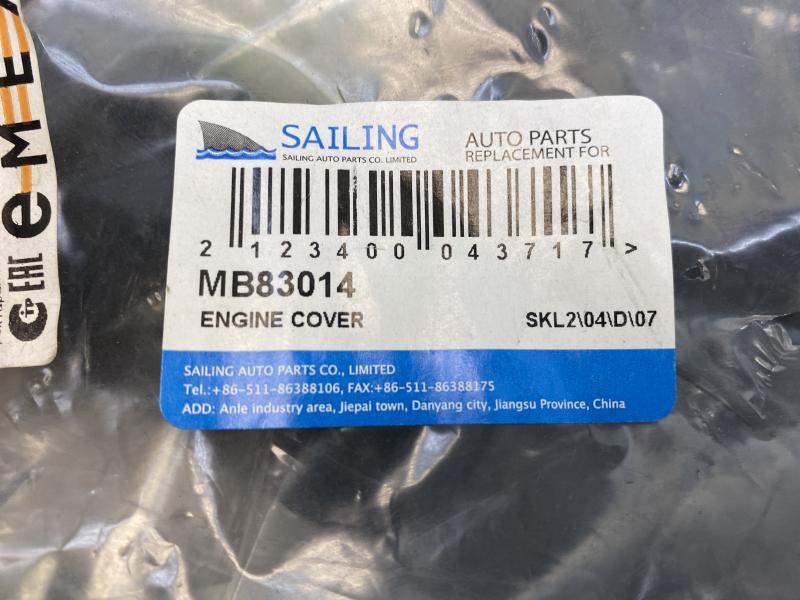 SAILING
SAILING AUTO PARTS CO. LIMITED
AUTO PARTS
REPLACEMENT FOR
2 123400 043717 >
MB83014
ENGINE COVER
SKL2\04\D\07
SAILING AUTO PARTS CO., LIMITED
Tel.:+86-511-86388106, FAX:+86-511-86388175
ADD: Anle industry area, Jiepai town, Danyang city, Jiangsu Province, China
EAC